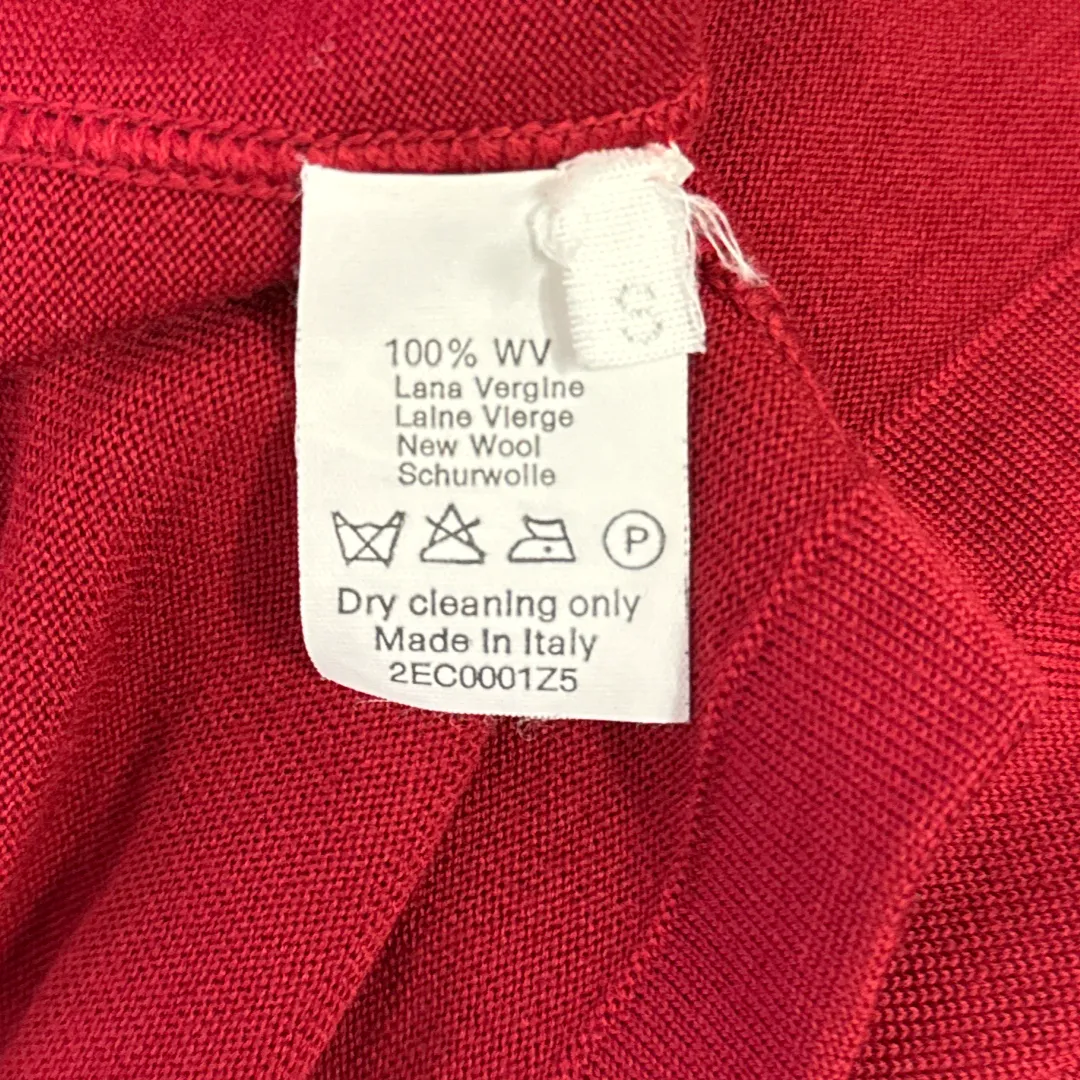 S
100% WV
Lana Vergine
Laine Vierge
New Wool
Schurwolle
P
Dry cleaning only
Made in Italy
2EC0001Z5